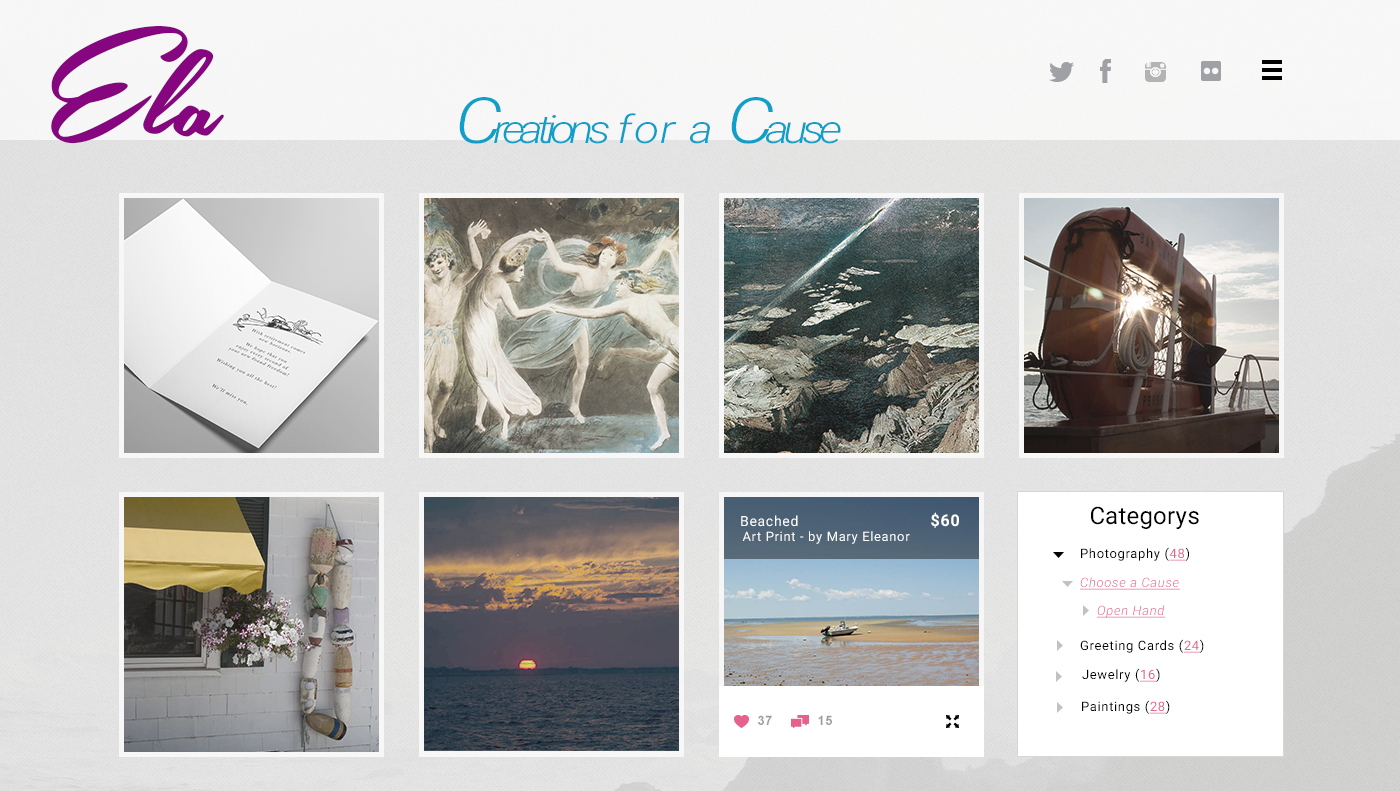 Ela
Creations for a Cause
With retirement comes
new horizons.
We hope that you
enjoy every second of
your new found freedom!
Wishing you all the best!
We'll miss you,
Beached
$60
Art Print - by Mary Eleanor
37
15
Categorys
Photography (48)
Choose a Cause
Open Hand
Greeting Cards (24)
Jewelry (16)
Paintings (28)